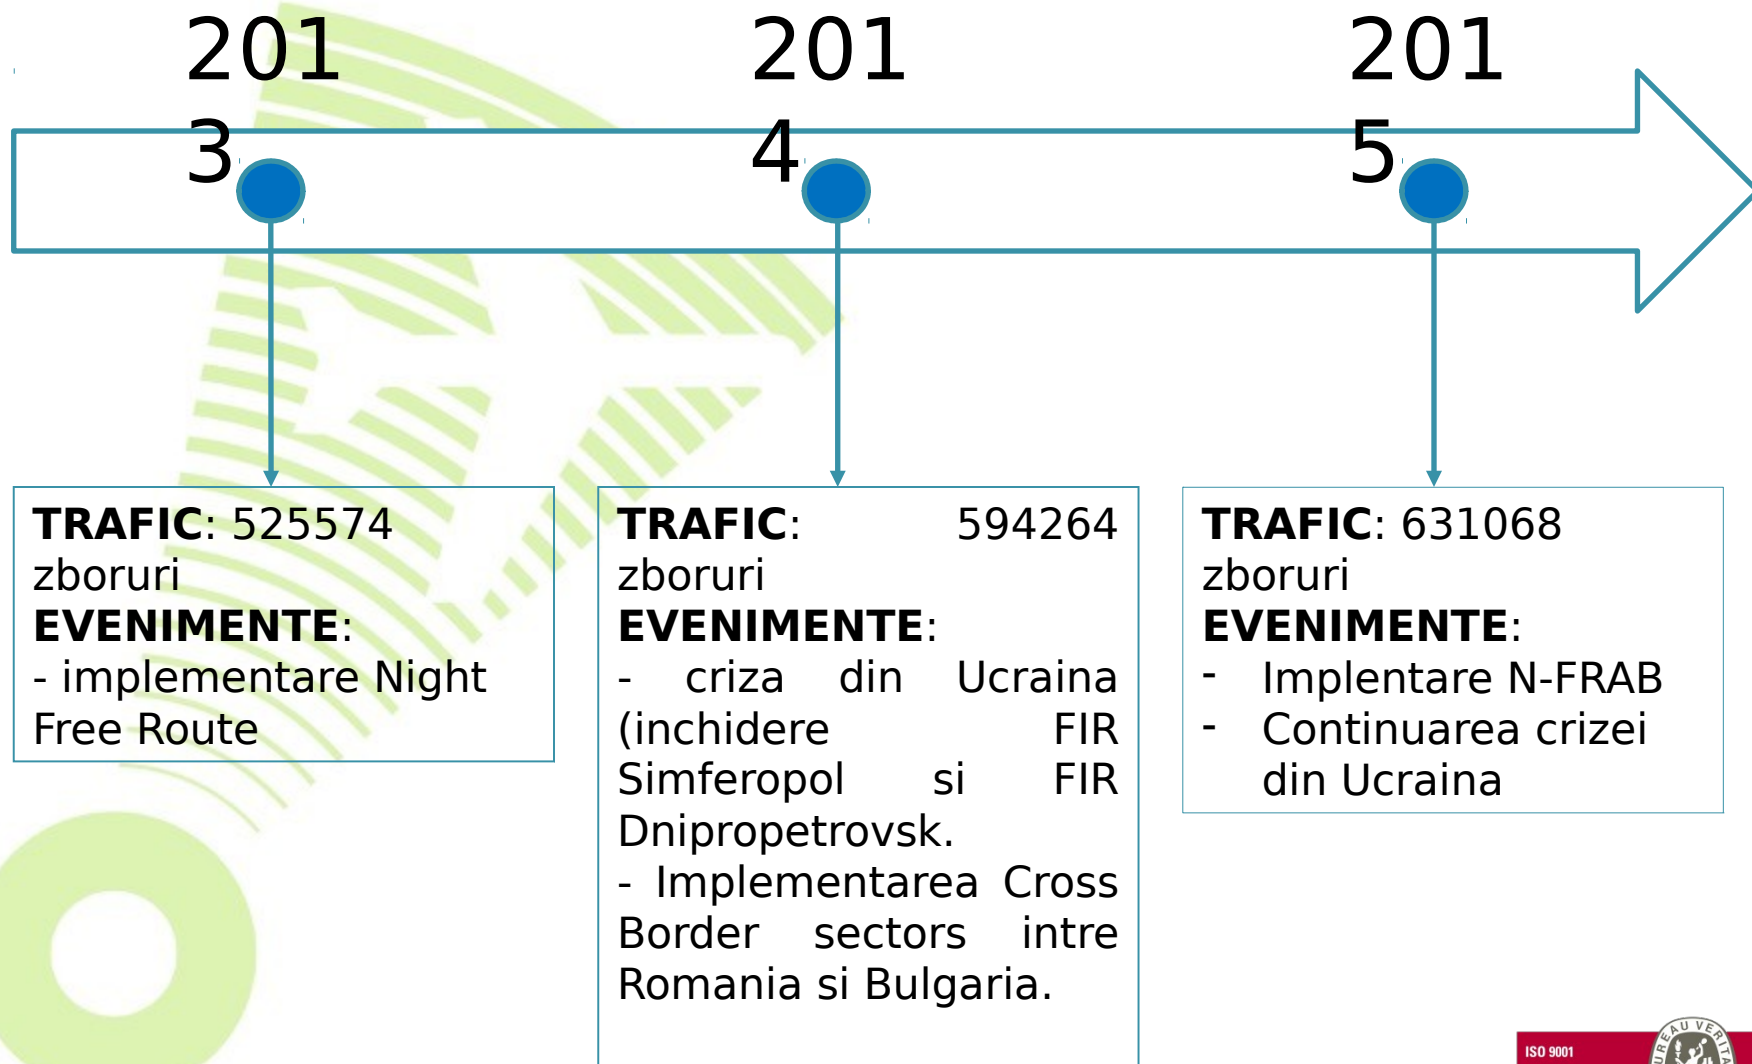 201
3
201
4
201
5
TRAFIC: 525574
zboruri
EVENIMENTE:
- implementare Night
Free Route
TRAFIC: 594264
zboruri
EVENIMENTE:
- criza din Ucraina
(inchidere FIR
Simferopol si FIR
Dnipropetrovsk.
- Implementarea Cross
Border sectors intre
Romania si Bulgaria.
TRAFIC: 631068
zboruri
EVENIMENTE:
- Implentare N-FRAB
- Continuarea crizei
din Ucraina
ISO 9001